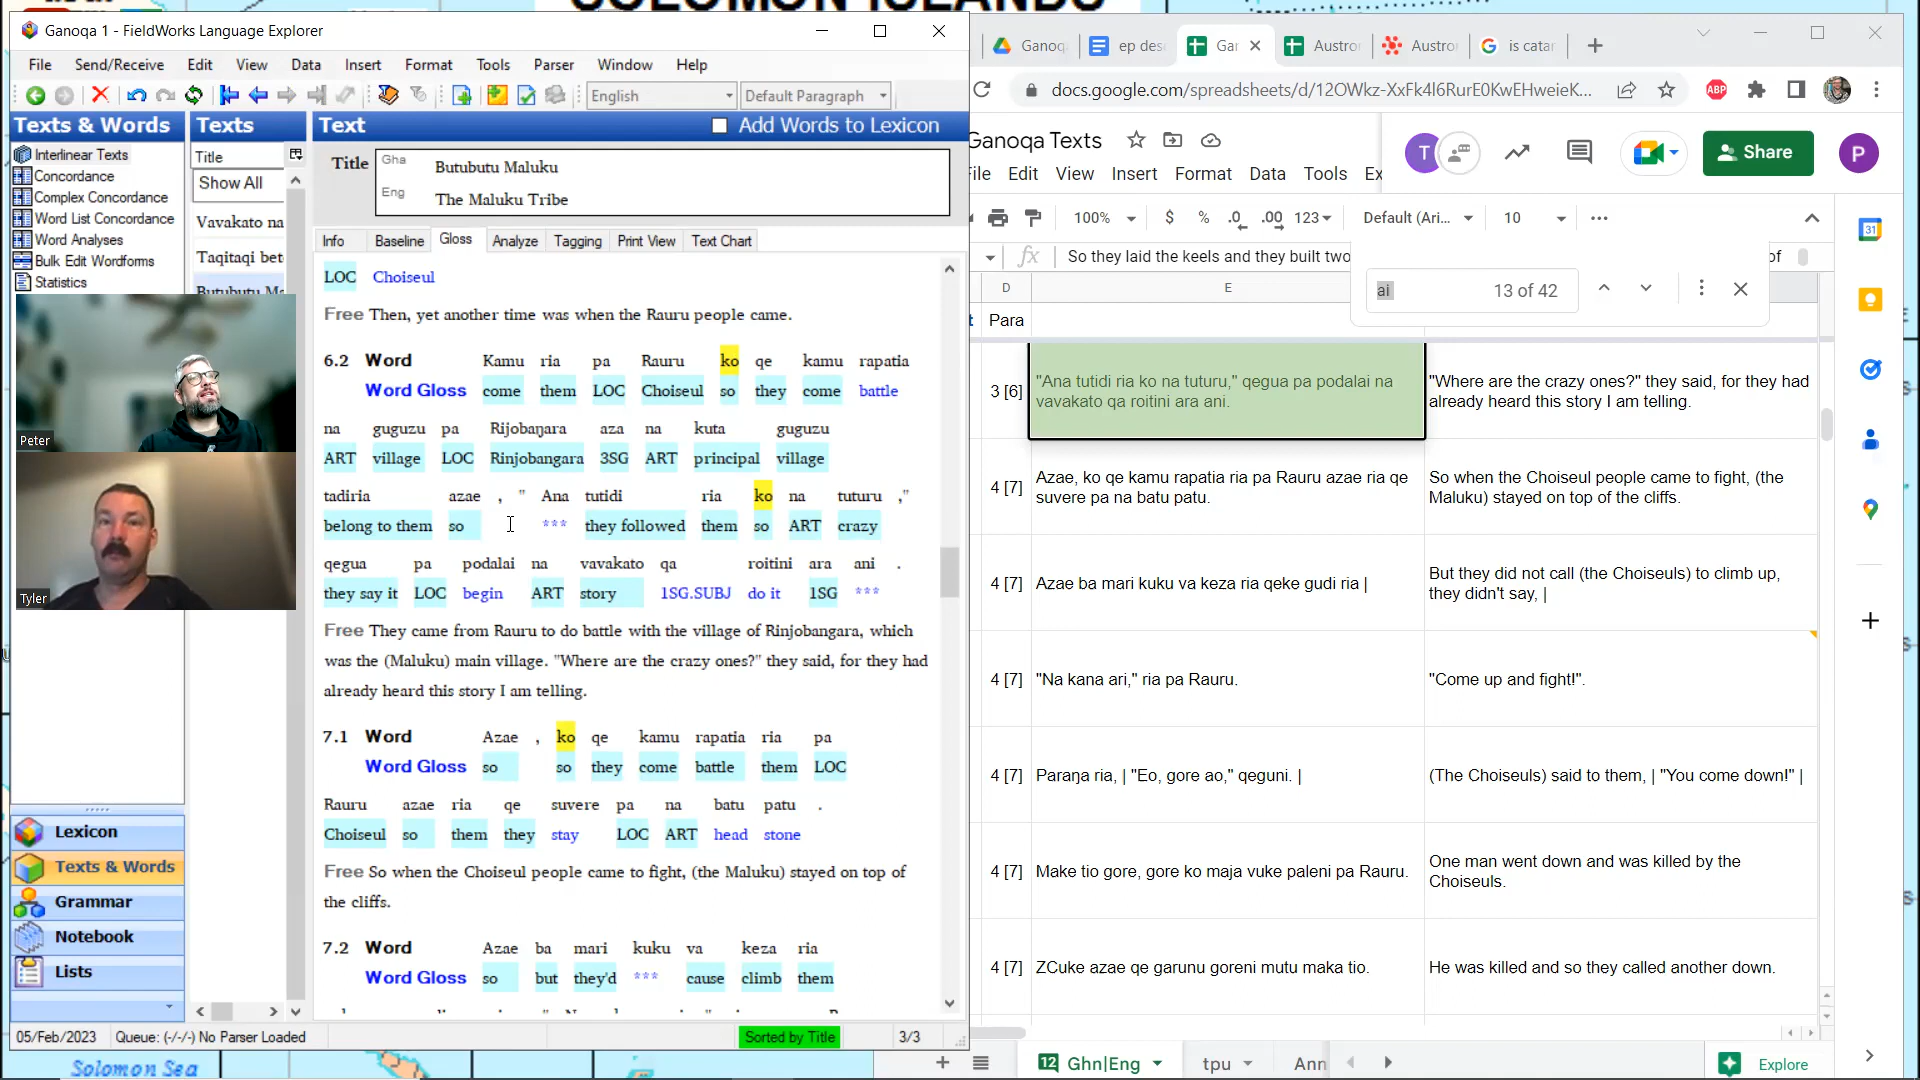 SOLOMON ISLANDS
Ganoqa 1 - FieldWorks Language Explorer
File Send/Receive Edit View Data Insert Format Tools Parser Window Help
English
Default Paragraph
Texts & Words
Texts
Text
Add Words to Lexicon
Interlinear Texts
Concordance
Complex Concordance
Word List Concordance
Word Analyses
Bulk Edit Wordforms
Statistics
Title
Show All
Vavakato na
Taqitaqi bet
Butubutu Ma
Title
Gha Butubutu Maluku
Eng The Maluku Tribe
Info Baseline Gloss Analyze Tagging Print View Text Chart
LOC Choiseul
Free Then, yet another time was when the Rauru people came.
6.2 Word Kamu ria pa Rauru ko qe kamu rapatia
Word Gloss come them LOC Choiseul so they come battle
na guguzu pa Rijobaŋara aza na kuta guguzu
ART village LOC Rinjobangara 3SG ART principal village
tadiria azae , " Ana tutidi ria ko na tuturu ,"
belong to them so *** they followed them so ART crazy
qegua pa podalai na vavakato qa roitini ara ani .
they say it LOC begin ART story 1SG.SUBJ do it 1SG ***
Free They came from Rauru to do battle with the village of Rinjobangara, which
was the (Maluku) main village. "Where are the crazy ones?" they said, for they had
already heard this story I am telling.
7.1 Word Azae , ko qe kamu rapatia ria pa
Word Gloss so so they come battle them LOC
Rauru azae ria qe suvere pa na batu patu .
Choiseul so them they stay LOC ART head stone
Free So when the Choiseul people came to fight, (the Maluku) stayed on top of
the cliffs.
7.2 Word Azae ba mari kuku va keza ria
Word Gloss so but they'd *** cause climb them
Peter
Tyler
Lexicon
Texts & Words
Grammar
Notebook
Lists
05/Feb/2023 Queue: (-/-/-) No Parser Loaded
Sorted by Title
3/3
Solomon Sea
Ganoq
ep des
Gar
Austror
Austror
is catar
docs.google.com/spreadsheets/d/12OWkz-XxFk4l6RurE0KwEHweieK...
ABP
Ganoqa Texts
T
Share
P
File Edit View Insert Format Data Tools Ex
100% $ % .0 .00 123 Default (Ari... 10
fx So they laid the keels and they built two
of
ai 13 of 42
31
D E
t Para
3 [6] "Ana tutidi ria ko na tuturu," qegua pa podalai na
vavakato qa roitini ara ani.
"Where are the crazy ones?" they said, for they had
already heard this story I am telling.
4 [7] Azae, ko qe kamu rapatia ria pa Rauru azae ria qe
suvere pa na batu patu.
So when the Choiseul people came to fight, (the
Maluku) stayed on top of the cliffs.
4 [7] Azae ba mari kuku va keza ria qeke gudi ria |
But they did not call (the Choiseuls) to climb up,
they didn't say, |
4 [7] "Na kana ari," ria pa Rauru.
"Come up and fight!".
4 [7] Paraŋa ria, | "Eo, gore ao," qeguni. |
(The Choiseuls) said to them, | "You come down!" |
4 [7] Make tio gore, gore ko maja vuke paleni pa Rauru.
One man went down and was killed by the
Choiseuls.
4 [7] ZCuke azae qe garunu goreni mutu maka tio.
He was killed and so they called another down.
12 Ghn|Eng
tpu
Ann
Explore